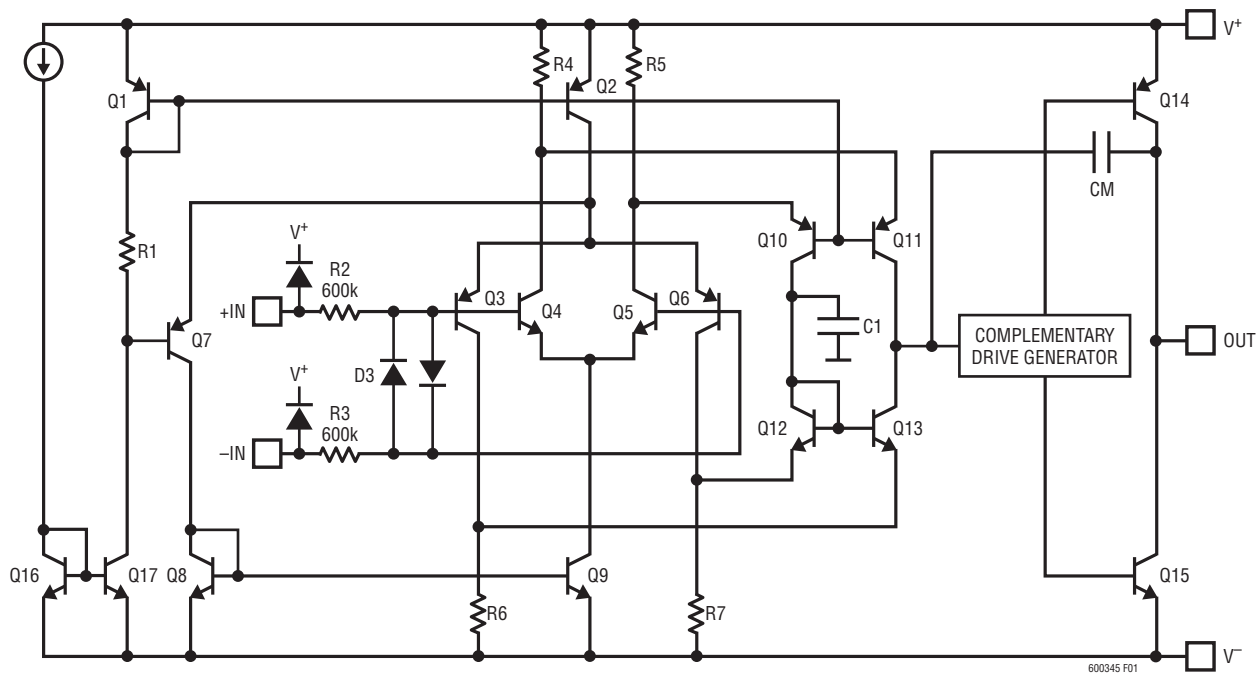 V+
R4
Q2
R5
Q1
Q14
CM
R1
V+
R2
600k
+IN
Q3
Q4
Q5
Q6
Q10
Q11
C1
Q7
COMPLEMENTARY
DRIVE GENERATOR
OUT
D3
V+
R3
600k
–IN
Q12
Q13
Q16
Q17
Q8
Q9
Q15
R6
R7
V–
600345 F01